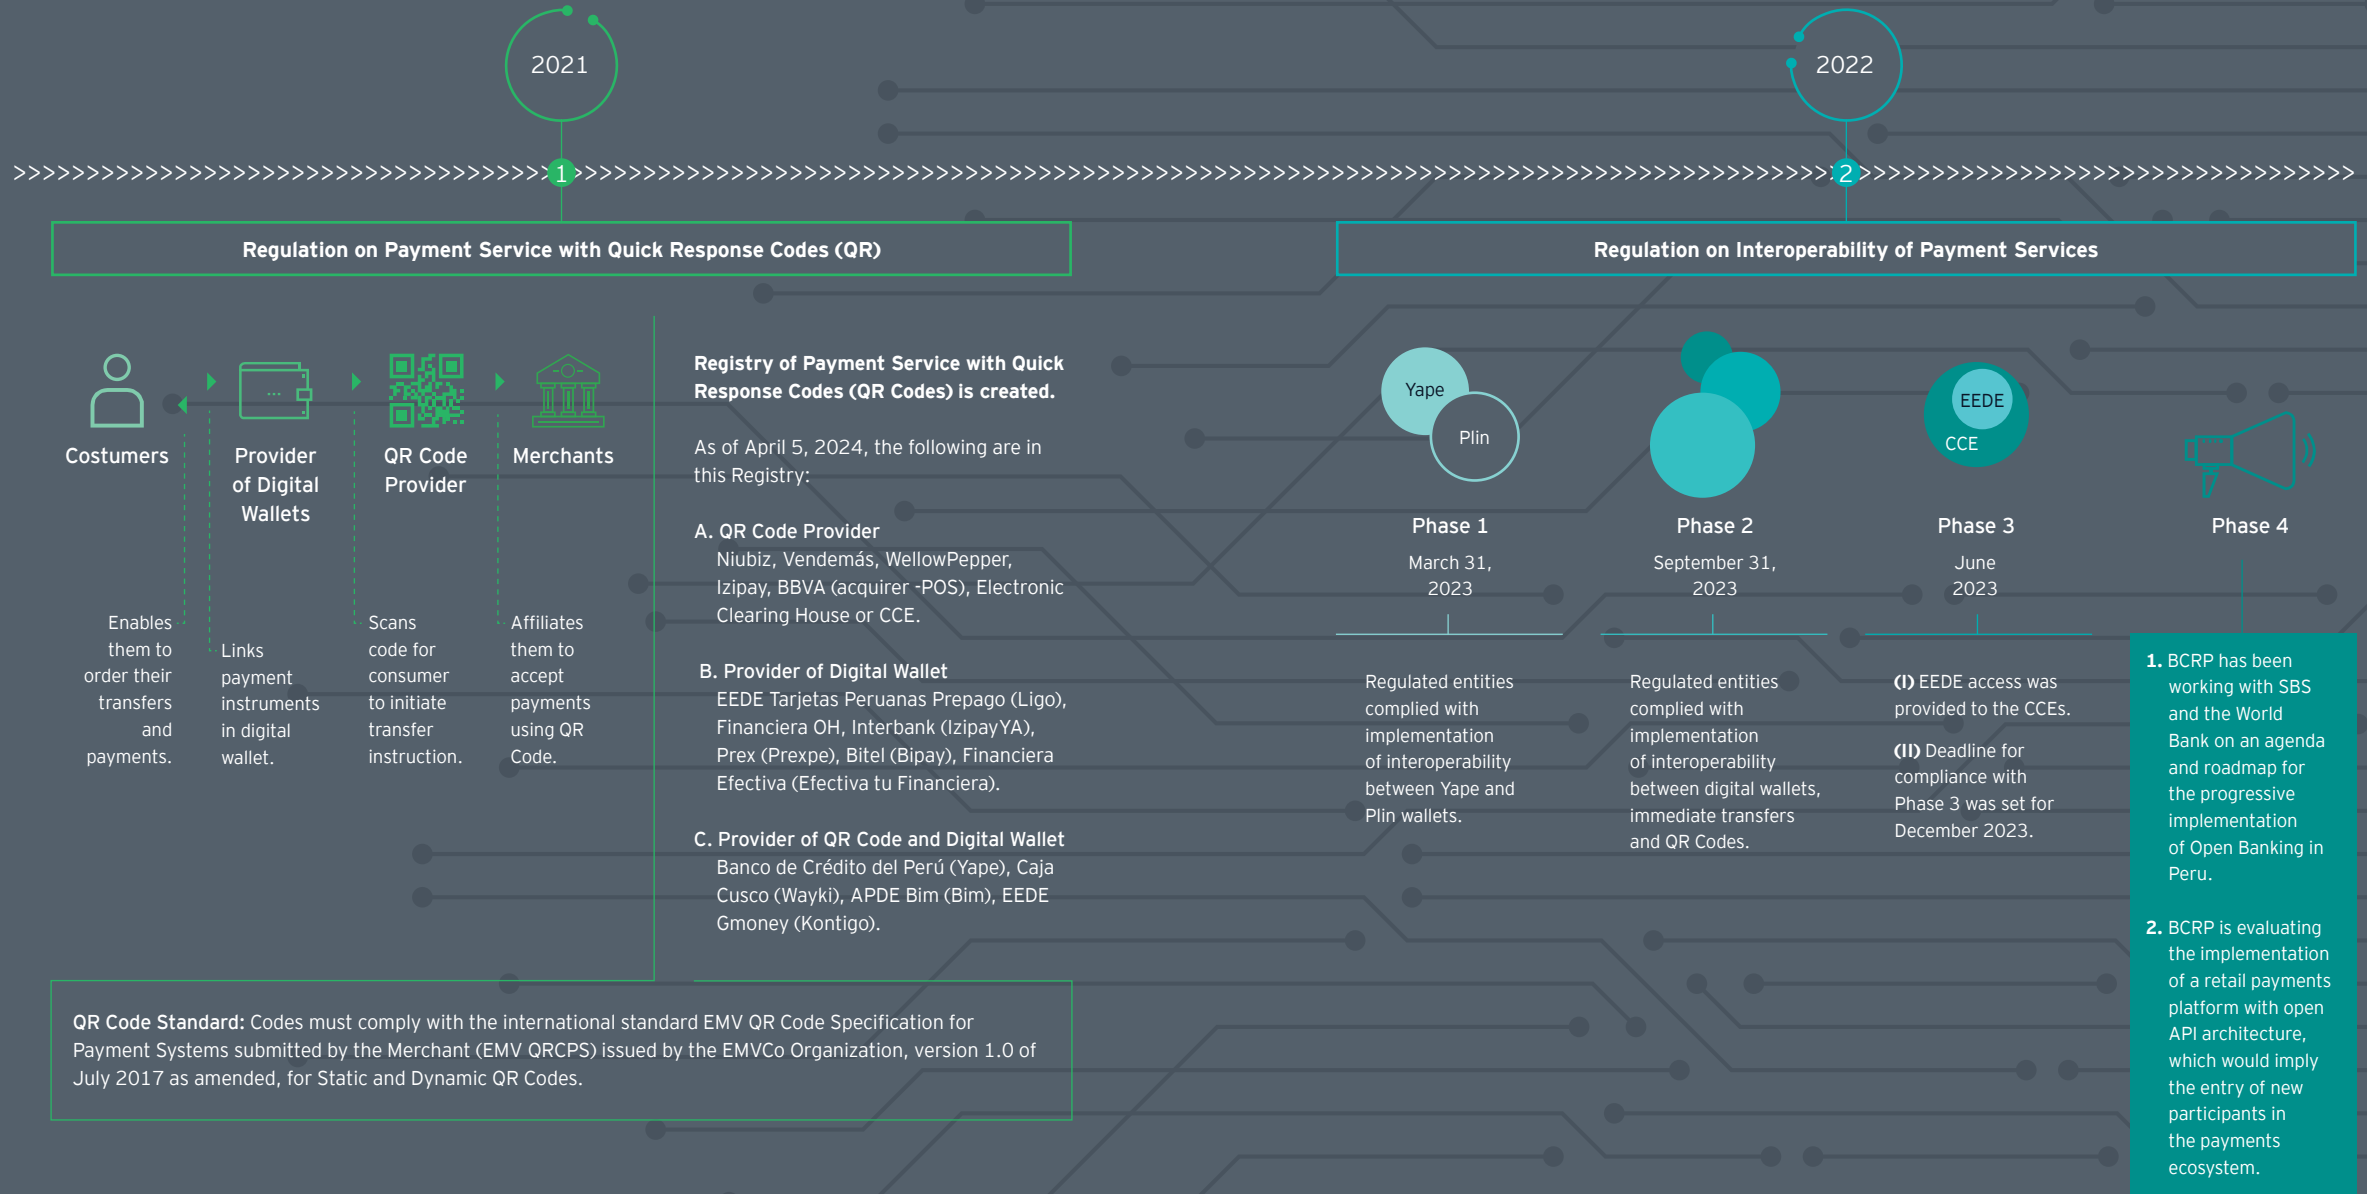 2021
2022
1
2
Regulation on Payment Service with Quick Response Codes (QR)
Costumers
Provider
of Digital
Wallets
QR Code
Provider
Merchants
Enables
them to
order their
transfers
and
payments.
Links
payment
instruments
in digital
wallet.
Scans
code for
consumer
to initiate
transfer
instruction.
Affiliates
them to
accept
payments
using QR
Code.
Registry of Payment Service with Quick
Response Codes (QR Codes) is created.
As of April 5, 2024, the following are in
this Registry:
A. QR Code Provider
Niubiz, Vendemás, WellowPepper,
Izipay, BBVA (acquirer -POS), Electronic
Clearing House or CCE.
B. Provider of Digital Wallet
EEDE Tarjetas Peruanas Prepago (Ligo),
Financiera OH, Interbank (IzipayYA),
Prex (Prexpe), Bitel (Bipay), Financiera
Efectiva (Efectiva tu Financiera).
C. Provider of QR Code and Digital Wallet
Banco de Crédito del Perú (Yape), Caja
Cusco (Wayki), APDE Bim (Bim), EEDE
Gmoney (Kontigo).
QR Code Standard: Codes must comply with the international standard EMV QR Code Specification for
Payment Systems submitted by the Merchant (EMV QRCPS) issued by the EMVCo Organization, version 1.0 of
July 2017 as amended, for Static and Dynamic QR Codes.
Regulation on Interoperability of Payment Services
Yape
Plin
Phase 1
March 31,
2023
Regulated entities
complied with
implementation
of interoperability
between Yape and
Plin wallets.
Phase 2
September 31,
2023
Regulated entities
complied with
implementation
of interoperability
between digital wallets,
immediate transfers
and QR Codes.
EEDE
CCE
Phase 3
June
2023
(I) EEDE access was
provided to the CCEs.
(II) Deadline for
compliance with
Phase 3 was set for
December 2023.
Phase 4
1. BCRP has been
working with SBS
and the World
Bank on an agenda
and roadmap for
the progressive
implementation
of Open Banking in
Peru.
2. BCRP is evaluating
the implementation
of a retail payments
platform with open
API architecture,
which would imply
the entry of new
participants in
the payments
ecosystem.